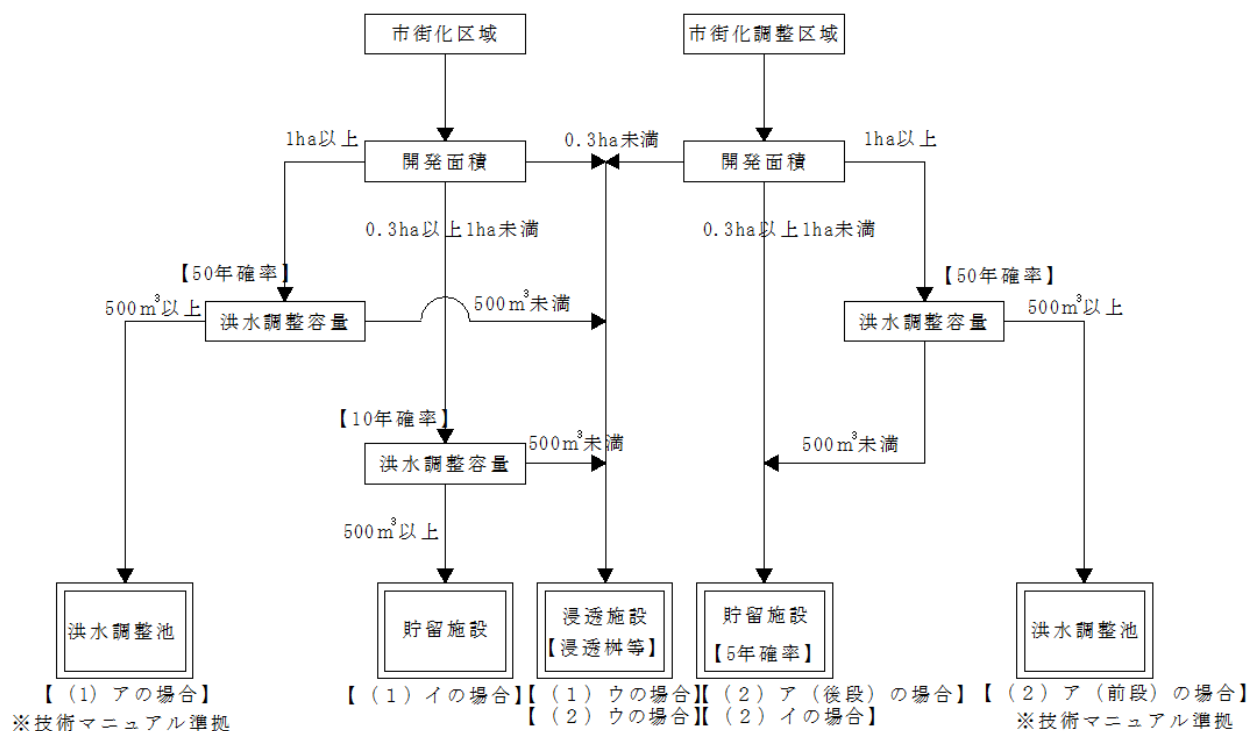 市街化区域
市街化調整区域
1ha以上
0.3ha未満
1ha以上
開発面積
開発面積
0.3ha以上1ha未満
0.3ha以上1ha未満
【50年確率】
【50年確率】
500m³以上
洪水調整容量
500m³未満
洪水調整容量
500m³以上
【10年確率】
洪水調整容量
500m³未満
500m³未満
500m³以上
洪水調整池
貯留施設
浸透施設
【浸透桝等】
貯留施設
【5年確率】
洪水調整池
【(1)アの場合】
※技術マニュアル準拠
【(1)イの場合】
【(1)ウの場合】
【(2)ウの場合】
【(2)ア(後段)の場合】
【(2)イの場合】
【(2)ア(前段)の場合】
※技術マニュアル準拠